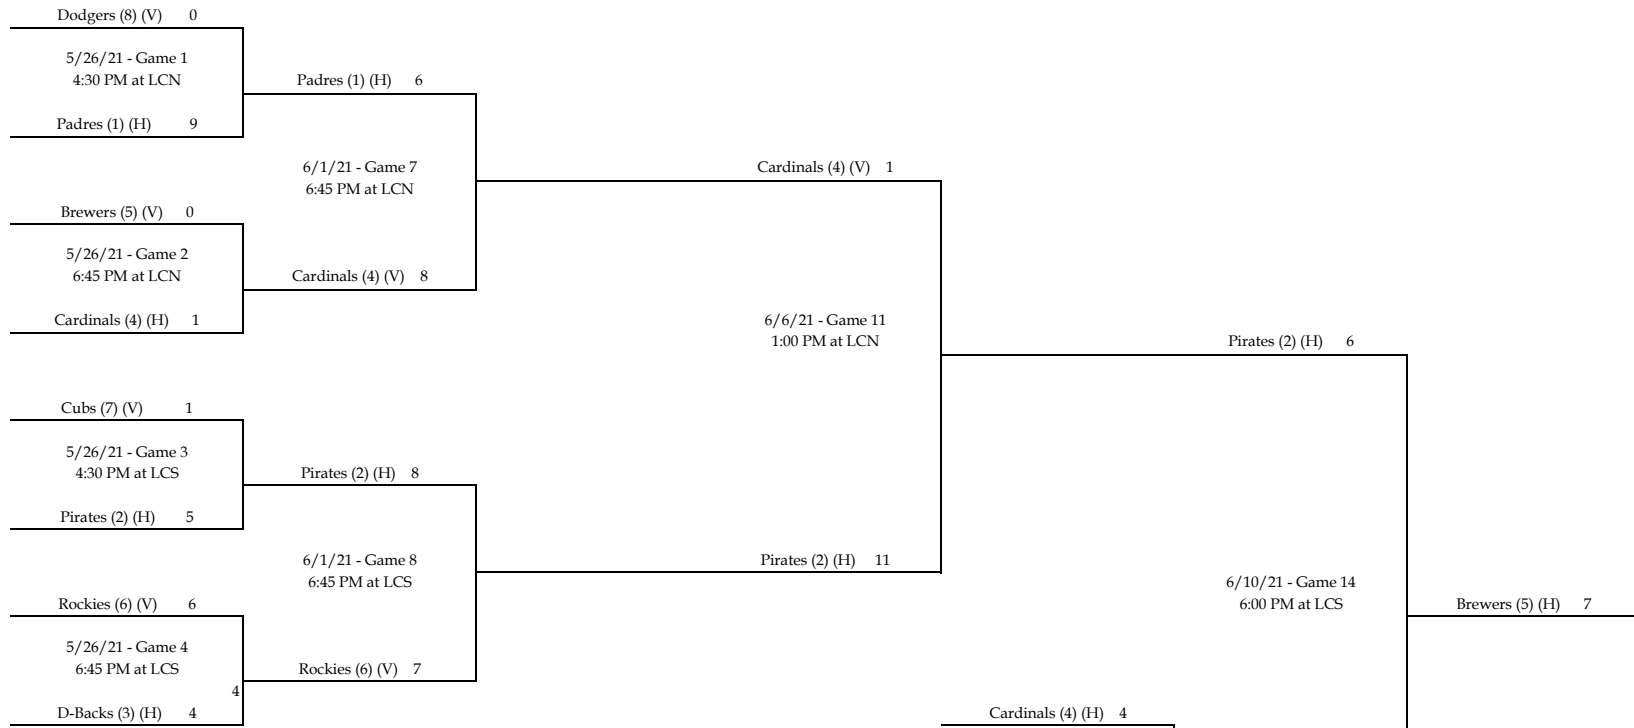 Dodgers (8) (V) 0
5/26/21 - Game 1
4:30 PM at LCN
Padres (1) (H) 9
Padres (1) (H) 6
6/1/21 - Game 7
6:45 PM at LCN
Brewers (5) (V) 0
5/26/21 - Game 2
6:45 PM at LCN
Cardinals (4) (H) 1
Cardinals (4) (V) 8
Cardinals (4) (V) 1
6/6/21 - Game 11
1:00 PM at LCN
Cubs (7) (V) 1
5/26/21 - Game 3
4:30 PM at LCS
Pirates (2) (H) 5
Pirates (2) (H) 8
6/1/21 - Game 8
6:45 PM at LCS
Rockies (6) (V) 6
5/26/21 - Game 4
6:45 PM at LCS
4
D-Backs (3) (H) 4
Rockies (6) (V) 7
Pirates (2) (H) 11
Pirates (2) (H) 6
6/10/21 - Game 14
6:00 PM at LCS
Brewers (5) (H) 7
Cardinals (4) (H) 4